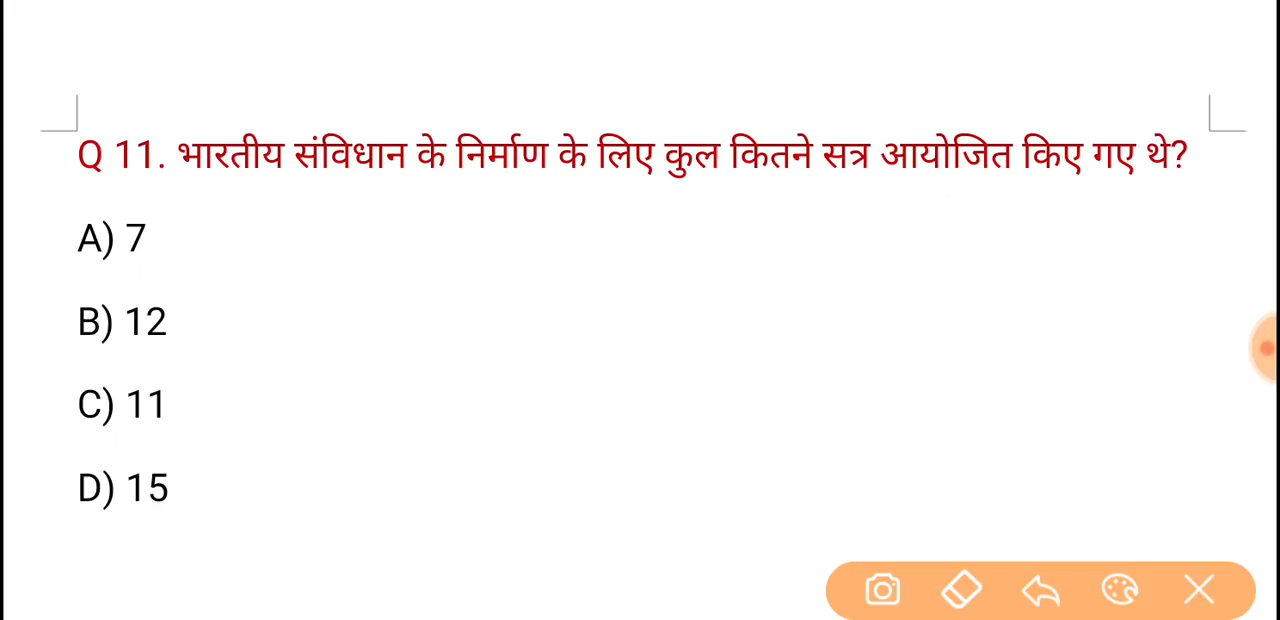 Q 11. भारतीय संविधान के निर्माण के लिए कुल कितने सत्र आयोजित किए गए थे?
A) 7
B) 12
C) 11
D) 15